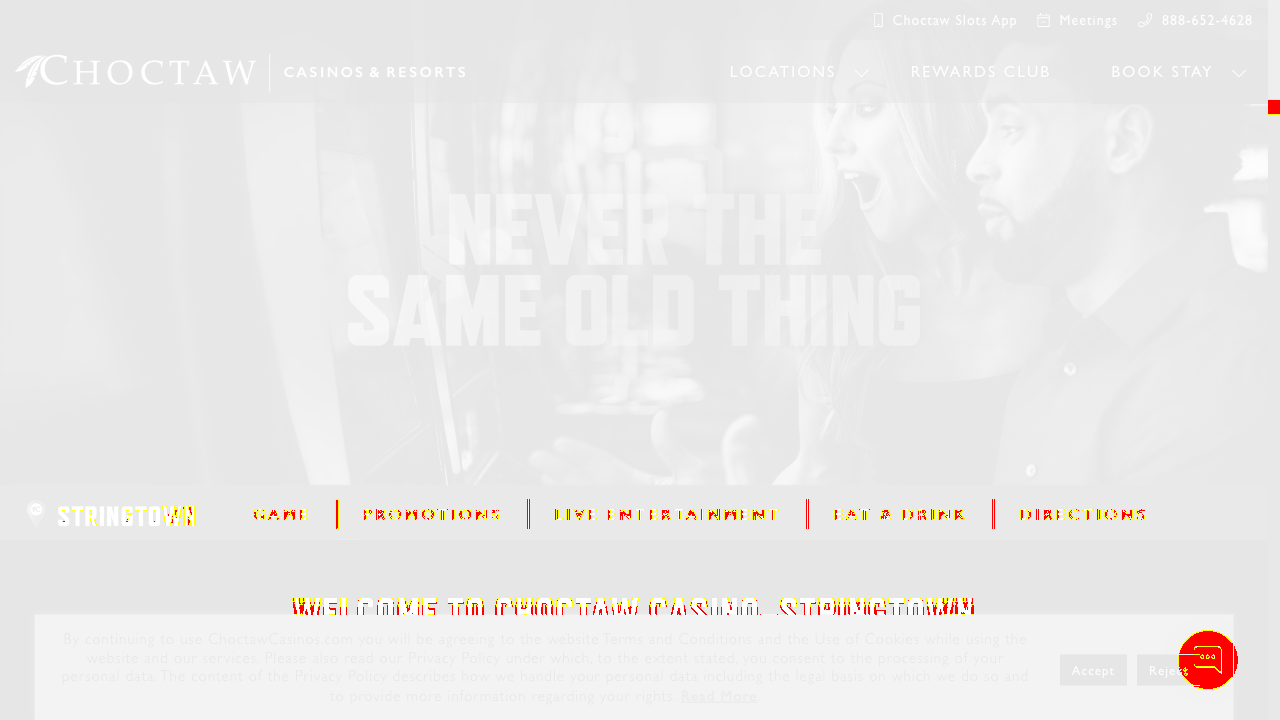 Choctaw Slots App Meetings 888-652-4628
CHOCTAW CASINOS & RESORTS LOCATIONS REWARDS CLUB BOOK STAY
NEVER THE
SAME OLD THING
STRINGTOWN GAME PROMOTIONS LIVE ENTERTAINMENT EAT & DRINK DIRECTIONS
WELCOME TO CHOCTAW CASINO - STRINGTOWN
By continuing to use ChoctawCasinos.com you will be agreeing to the website Terms and Conditions and the Use of Cookies while using the
website and our services. Please also read our Privacy Policy under which, to the extent stated, you consent to the processing of your
personal data. The content of the Privacy Policy describes how we handle your personal data including the legal basis on which we do so and
to provide more information regarding your rights. Read More.
Accept Reject